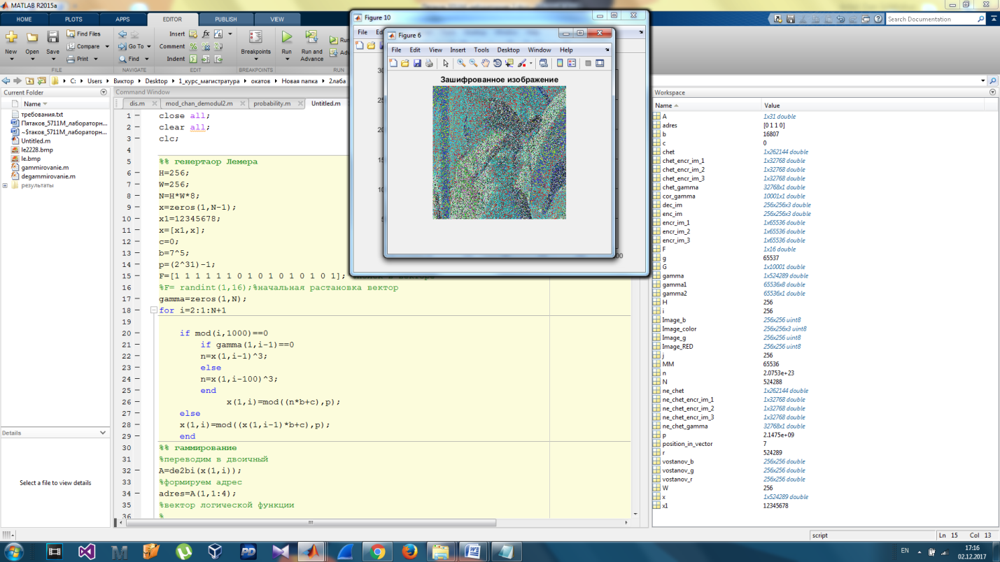 MATLAB R2015a
HOME PLOTS APPS EDITOR PUBLISH VIEW
Search Documentation
New Open Save Find Files Compare Print
Go To Find
Insert fx
Comment
Indent
Breakpoints Run Run and Advance
FILE NAVIGATE EDIT BREAKPOINTS RUN
C: Users Виктор Desktop 1_курс_магистратура окатов Новая папка 2лаба
Current Folder
Name
требования.txt
Пятаков_5711М_лабораторн...
~$таков_5711М_лабораторн...
Untitled.m
le2228.bmp
le.bmp
gammirovanie.m
degammirovanie.m
результаты
Details
Select a file to view details
Command Window
dis.m mod_chan_demodul2.m probability.m Untitled.m
1 close all;
2 clear all;
3 clc;
4
5 %% генертаор Лемера
6 H=256;
7 W=256;
8 N=H*W*8;
9 x=zeros(1,N-1);
10 x1=12345678;
11 x=[x1,x];
12 c=0;
13 b=7^5;
14 p=(2^31)-1;
15 F=[1 1 1 1 1 1 0 1 0 1 0 1 0 1 0 1];
16 %F= randint(1,16);%начальная растановка вектор
17 gamma=zeros(1,N);
18 for i=2:1:N+1
19
20 if mod(i,1000)==0
21 if gamma(1,i-1)==0
22 n=x(1,i-1)^3;
23 else
24 n=x(1,i-100)^3;
25 end
26 x(1,i)=mod((n*b+c),p);
27 else
28 x(1,i)=mod((x(1,i-1)*b+c),p);
29 end
30 %% гаммирование
31 %переводим в двоичный
32 A=de2bi(x(1,i));
33 %формируем адрес
34 adres=A(1,1:4);
35 %вектор логической функции
36 %
Figure 10
File
Figure 6
File Edit View Insert Tools Desktop Window Help
Зашифрованное изображение
Workspace
Name Value
A 1x31 double
adres [0 1 1 0]
b 16807
c 0
chet 1x262144 double
chet_encr_im_1 1x32768 double
chet_encr_im_2 1x32768 double
chet_encr_im_3 1x32768 double
chet_gamma 32768x1 double
cor_gamma 10001x1 double
dec_im 256x256x3 double
enc_im 256x256x3 double
encr_im_1 1x65536 double
encr_im_2 1x65536 double
encr_im_3 1x65536 double
F 1x16 double
g 65537
G 1x10001 double
gamma 1x524289 double
gamma1 65536x8 double
gamma2 65536x1 double
H 256
i 256
Image_b 256x256 uint8
Image_color 256x256x3 uint8
Image_g 256x256 uint8
Image_RED 256x256 uint8
j 256
MM 65536
n 2.0753e+23
N 524288
ne_chet 1x262144 double
ne_chet_encr_im_1 1x32768 double
ne_chet_encr_im_2 1x32768 double
ne_chet_encr_im_3 1x32768 double
ne_chet_gamma 32768x1 double
p 2.1475e+09
position_in_vector 7
r 524289
vostanov_b 256x256 double
vostanov_g 256x256 double
vostanov_r 256x256 double
W 256
x 1x524289 double
x1 12345678
script Ln 15 Col 13
EN 17:16
02.12.2017